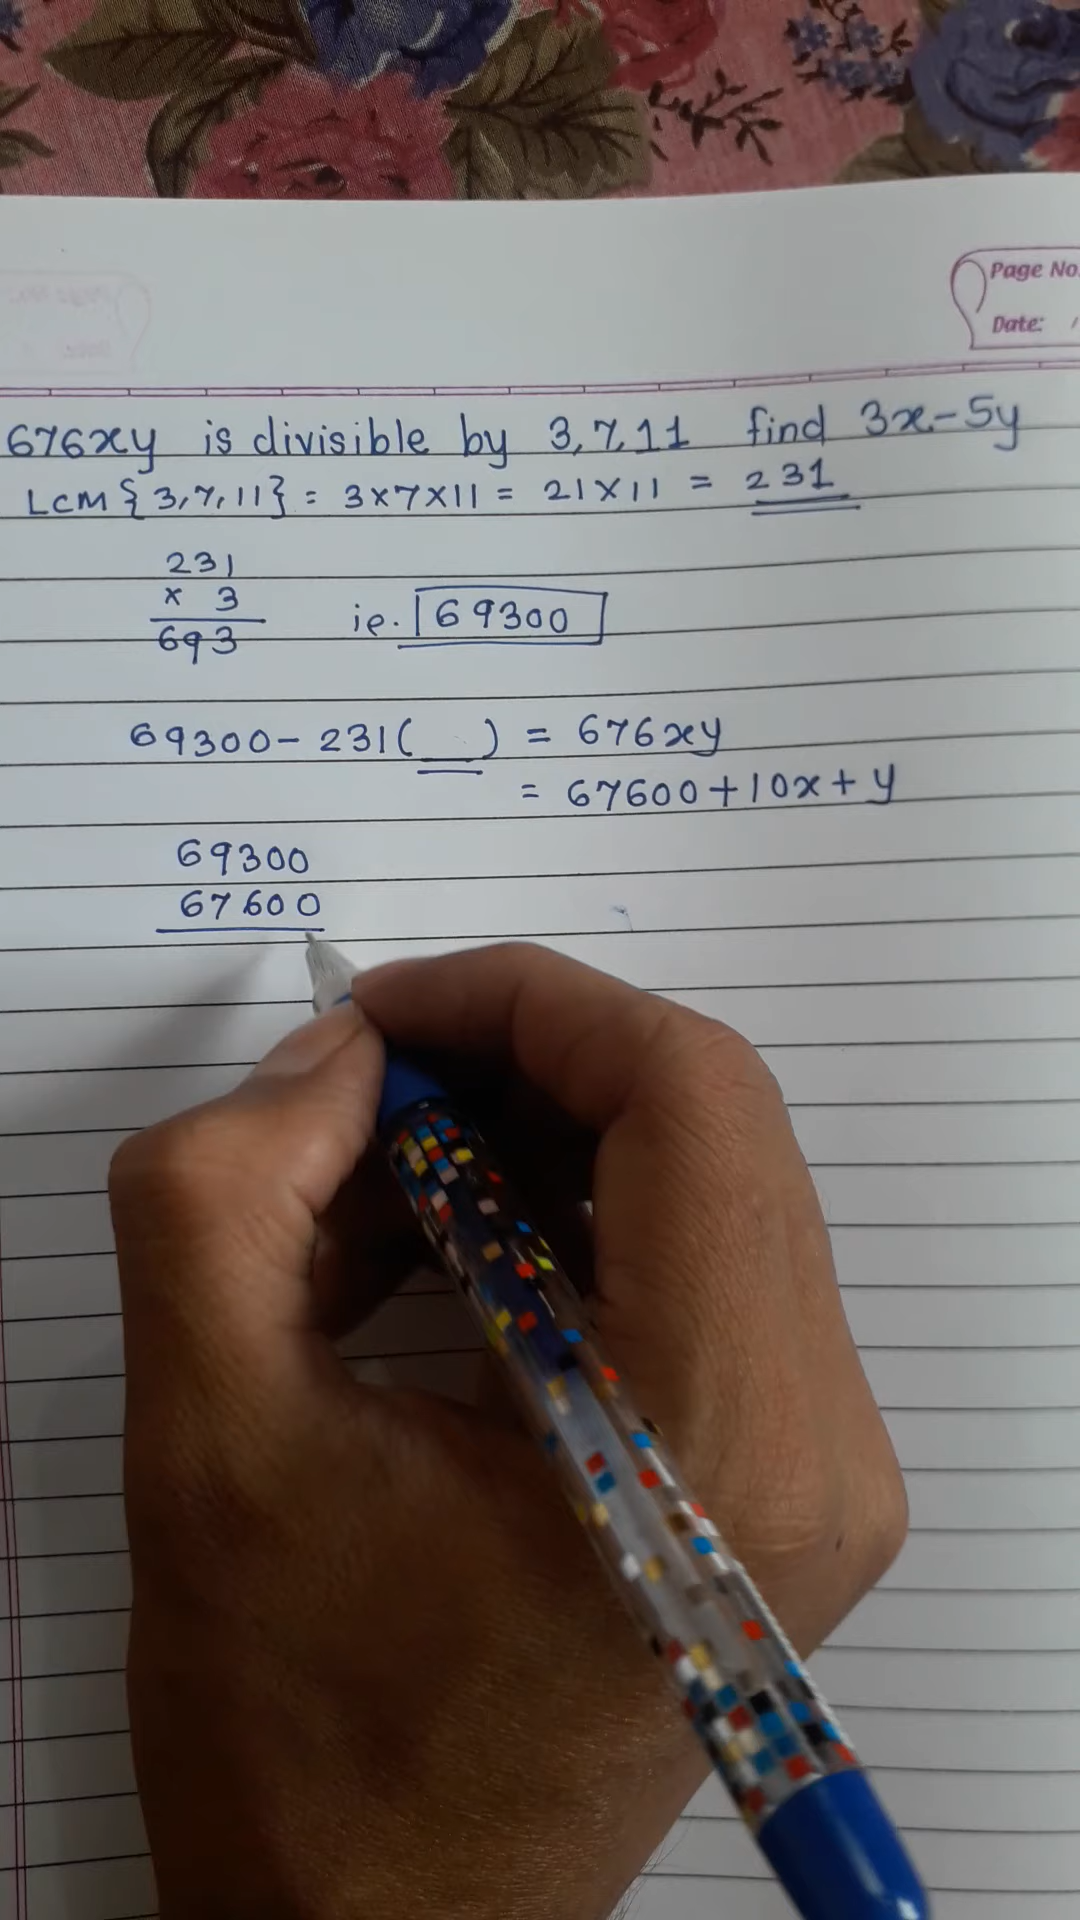 Page No.
Date:
676xy is divisible by 3,7,11 find 3x-5y
LCM {3,7,11} = 3×7×11 = 21×11 = 231
231
× 3
693
ie. 69300
69300 - 231( __ ) = 676xy
= 67600 + 10x + y
69300
67600